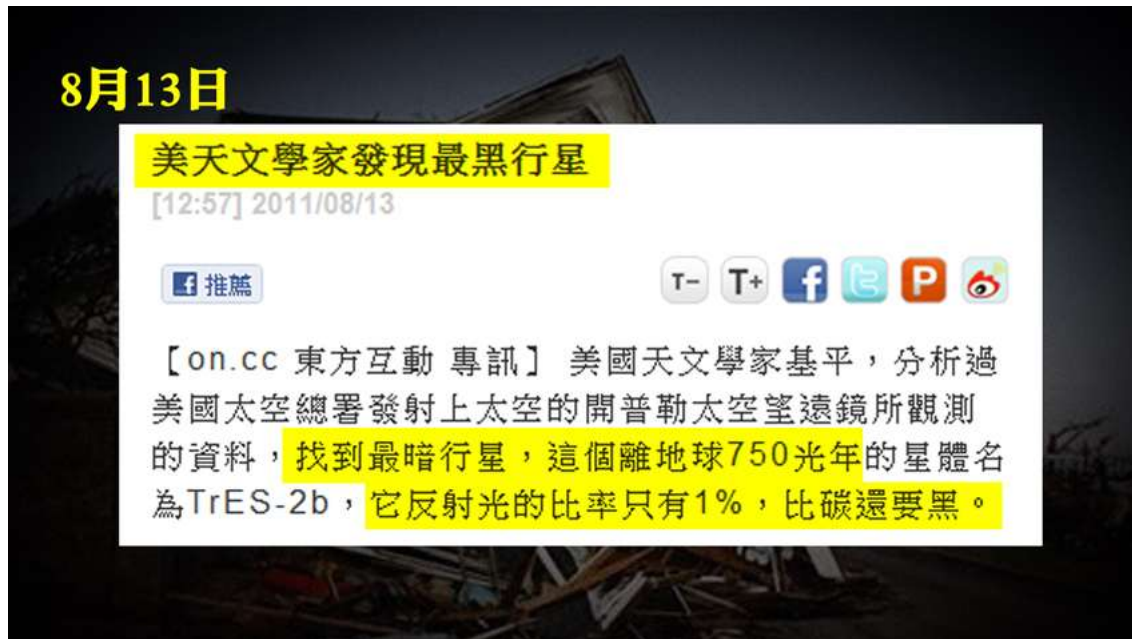 8月13日
美天文學家發現最黑行星
[12:57] 2011/08/13
推薦 T- T+
【on.cc 東方互動 專訊】 美國天文學家基平，分析過
美國太空總署發射上太空的開普勒太空望遠鏡所觀測
的資料，找到最暗行星，這個離地球750光年的星體名
為TrES-2b，它反射光的比率只有1%，比碳還要黑。